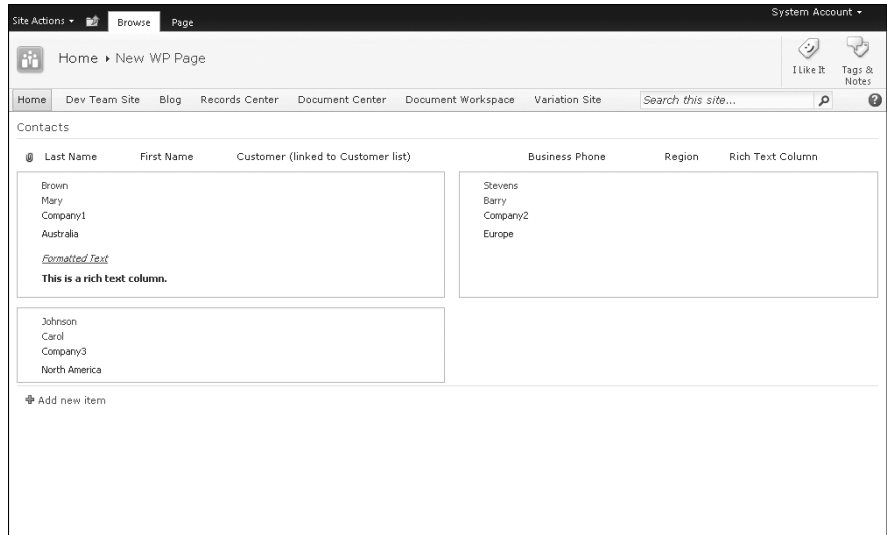 Site Actions
Browse
Page
System Account
Home ▸ New WP Page
I Like It
Tags &
Notes
Home Dev Team Site Blog Records Center Document Center Document Workspace Variation Site Search this site...
Contacts
Last Name First Name Customer (linked to Customer list) Business Phone Region Rich Text Column
Brown
Mary
Company1
Australia
Formatted Text
This is a rich text column.
Stevens
Barry
Company2
Europe
Johnson
Carol
Company3
North America
Add new item